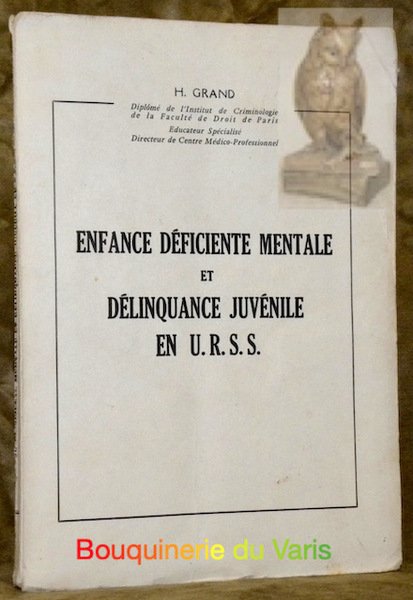 H. GRAND
Diplômé de l'Institut de Criminologie
de la Faculté de Droit de Paris
Educateur Spécialisé
Directeur de Centre Médico-Professionnel
ENFANCE DÉFICIENTE MENTALE
ET
DÉLINQUANCE JUVÉNILE
EN U.R.S.S.
Bouquinerie du Varis